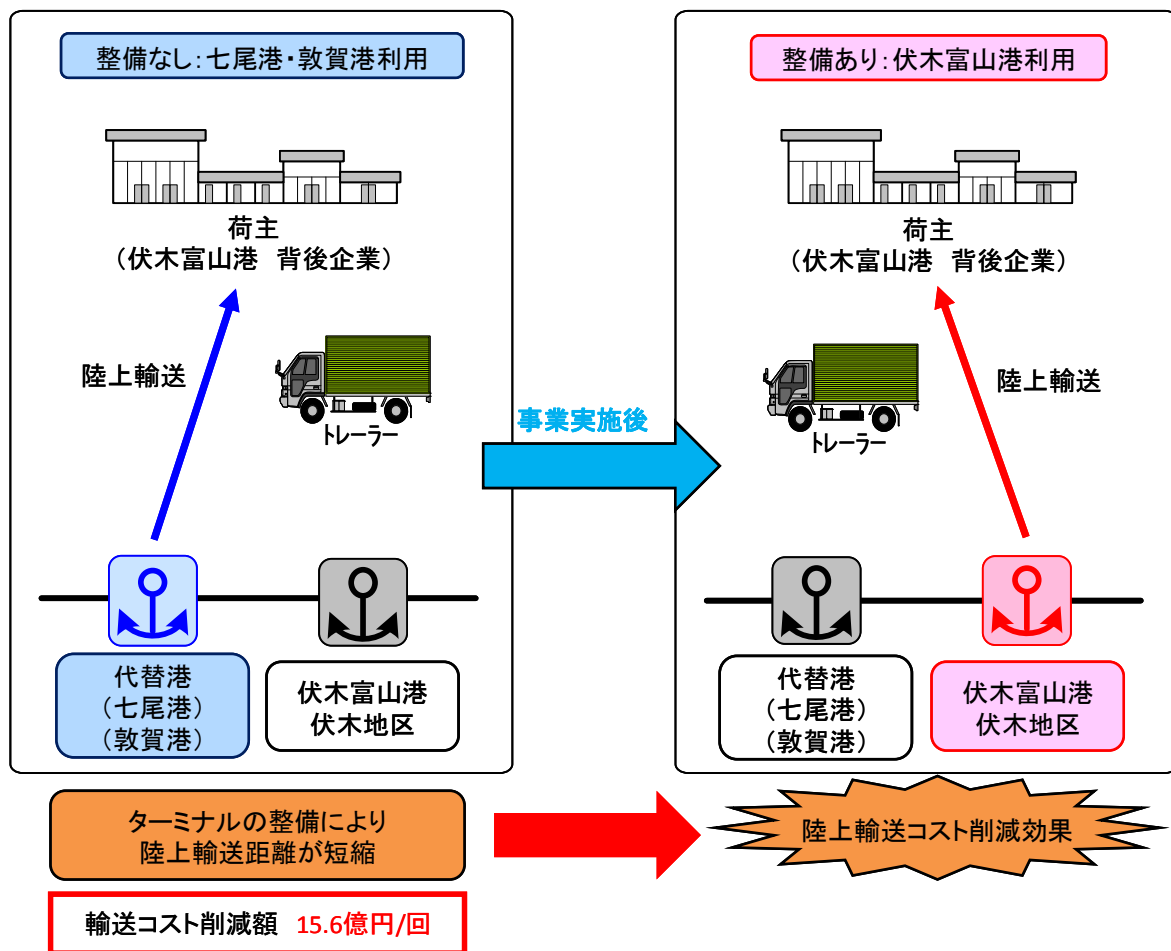 整備なし：七尾港・敦賀港利用
荷主
（伏木富山港　背後企業）
陸上輸送
トレーラー
代替港
（七尾港）
（敦賀港）
伏木富山港
伏木地区
事業実施後
整備あり：伏木富山港利用
荷主
（伏木富山港　背後企業）
陸上輸送
トレーラー
代替港
（七尾港）
（敦賀港）
伏木富山港
伏木地区
ターミナルの整備により
陸上輸送距離が短縮
陸上輸送コスト削減効果
輸送コスト削減額　15.6億円/回